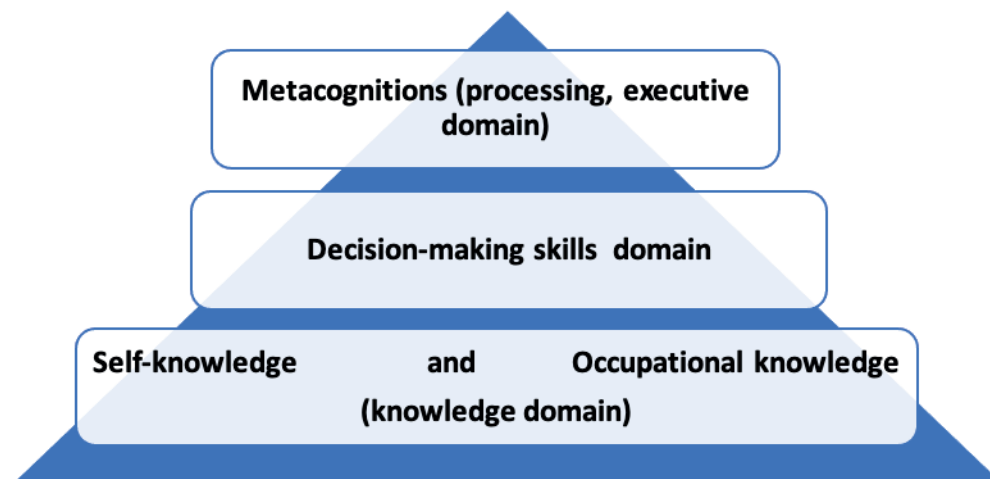 Metacognitions (processing, executive
domain)
Decision-making skills domain
Self-knowledge and Occupational knowledge
(knowledge domain)